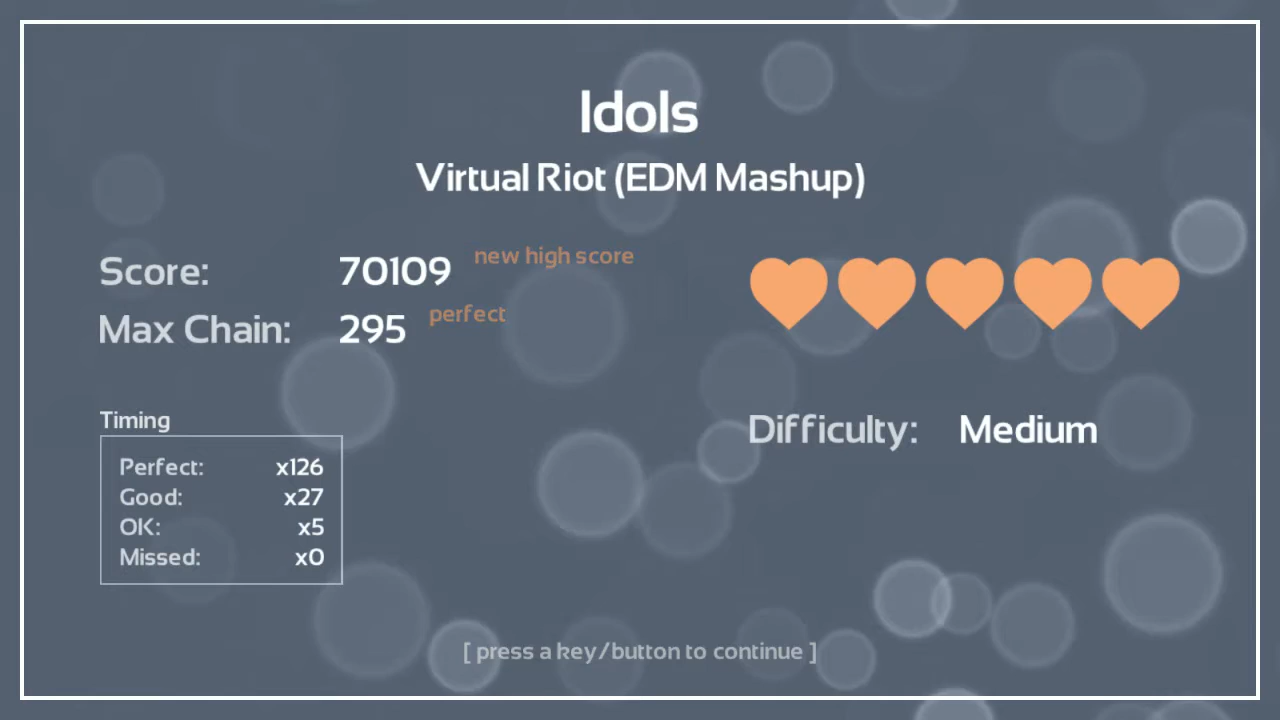 Idols
Virtual Riot (EDM Mashup)
Score: 70109 new high score
Max Chain: 295 perfect
Timing
Perfect: x126
Good: x27
OK: x5
Missed: x0
Difficulty: Medium
[ press a key/button to continue ]